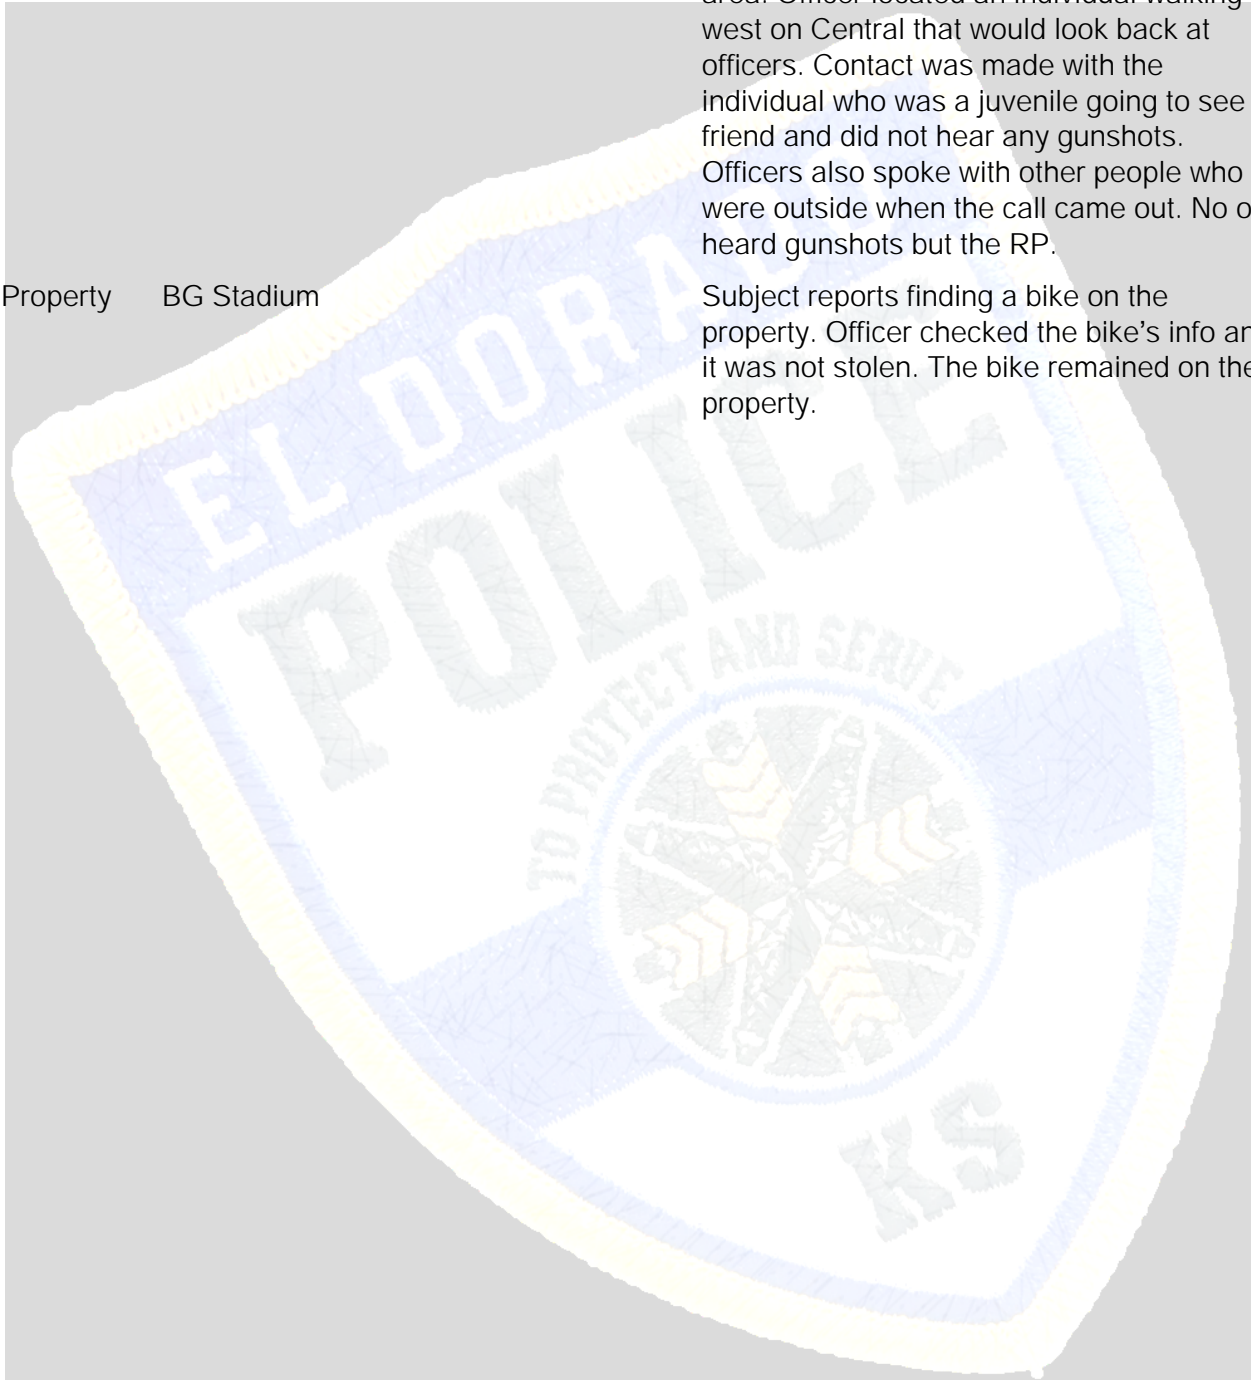 west on Central that would look back at
officers. Contact was made with the
individual who was a juvenile going to see
friend and did not hear any gunshots.
Officers also spoke with other people who
were outside when the call came out. No
heard gunshots but the RP.
Property BG Stadium Subject reports finding a bike on the
property. Officer checked the bike’s info
it was not stolen. The bike remained on the
property.
EL DORADO
POLICE
TO PROTECT AND SERVE
KS